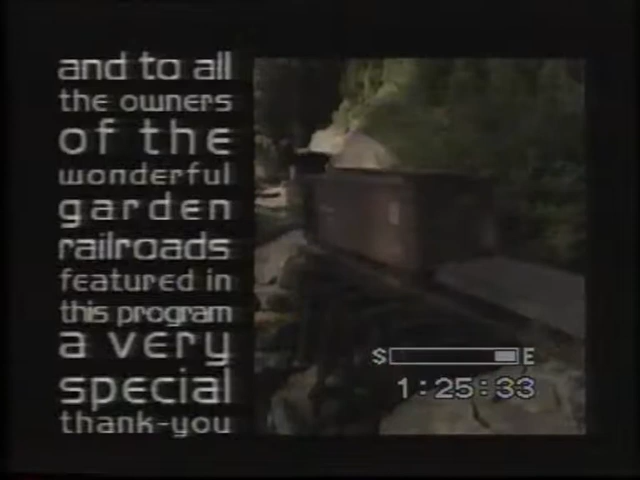 and to all
the owners
of the
wonderful
garden
railroads
featured in
this program
a very
special
thank-you
S E
1:25:33